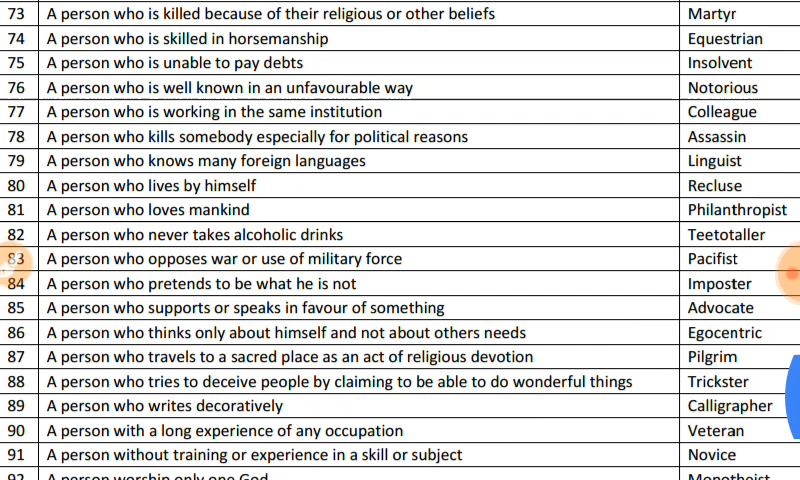 73 A person who is killed because of their religious or other beliefs Martyr
74 A person who is skilled in horsemanship Equestrian
75 A person who is unable to pay debts Insolvent
76 A person who is well known in an unfavourable way Notorious
77 A person who is working in the same institution Colleague
78 A person who kills somebody especially for political reasons Assassin
79 A person who knows many foreign languages Linguist
80 A person who lives by himself Recluse
81 A person who loves mankind Philanthropist
82 A person who never takes alcoholic drinks Teetotaller
83 A person who opposes war or use of military force Pacifist
84 A person who pretends to be what he is not Imposter
85 A person who supports or speaks in favour of something Advocate
86 A person who thinks only about himself and not about others needs Egocentric
87 A person who travels to a sacred place as an act of religious devotion Pilgrim
88 A person who tries to deceive people by claiming to be able to do wonderful things Trickster
89 A person who writes decoratively Calligrapher
90 A person with a long experience of any occupation Veteran
91 A person without training or experience in a skill or subject Novice
92 A person worship only one God Monotheist